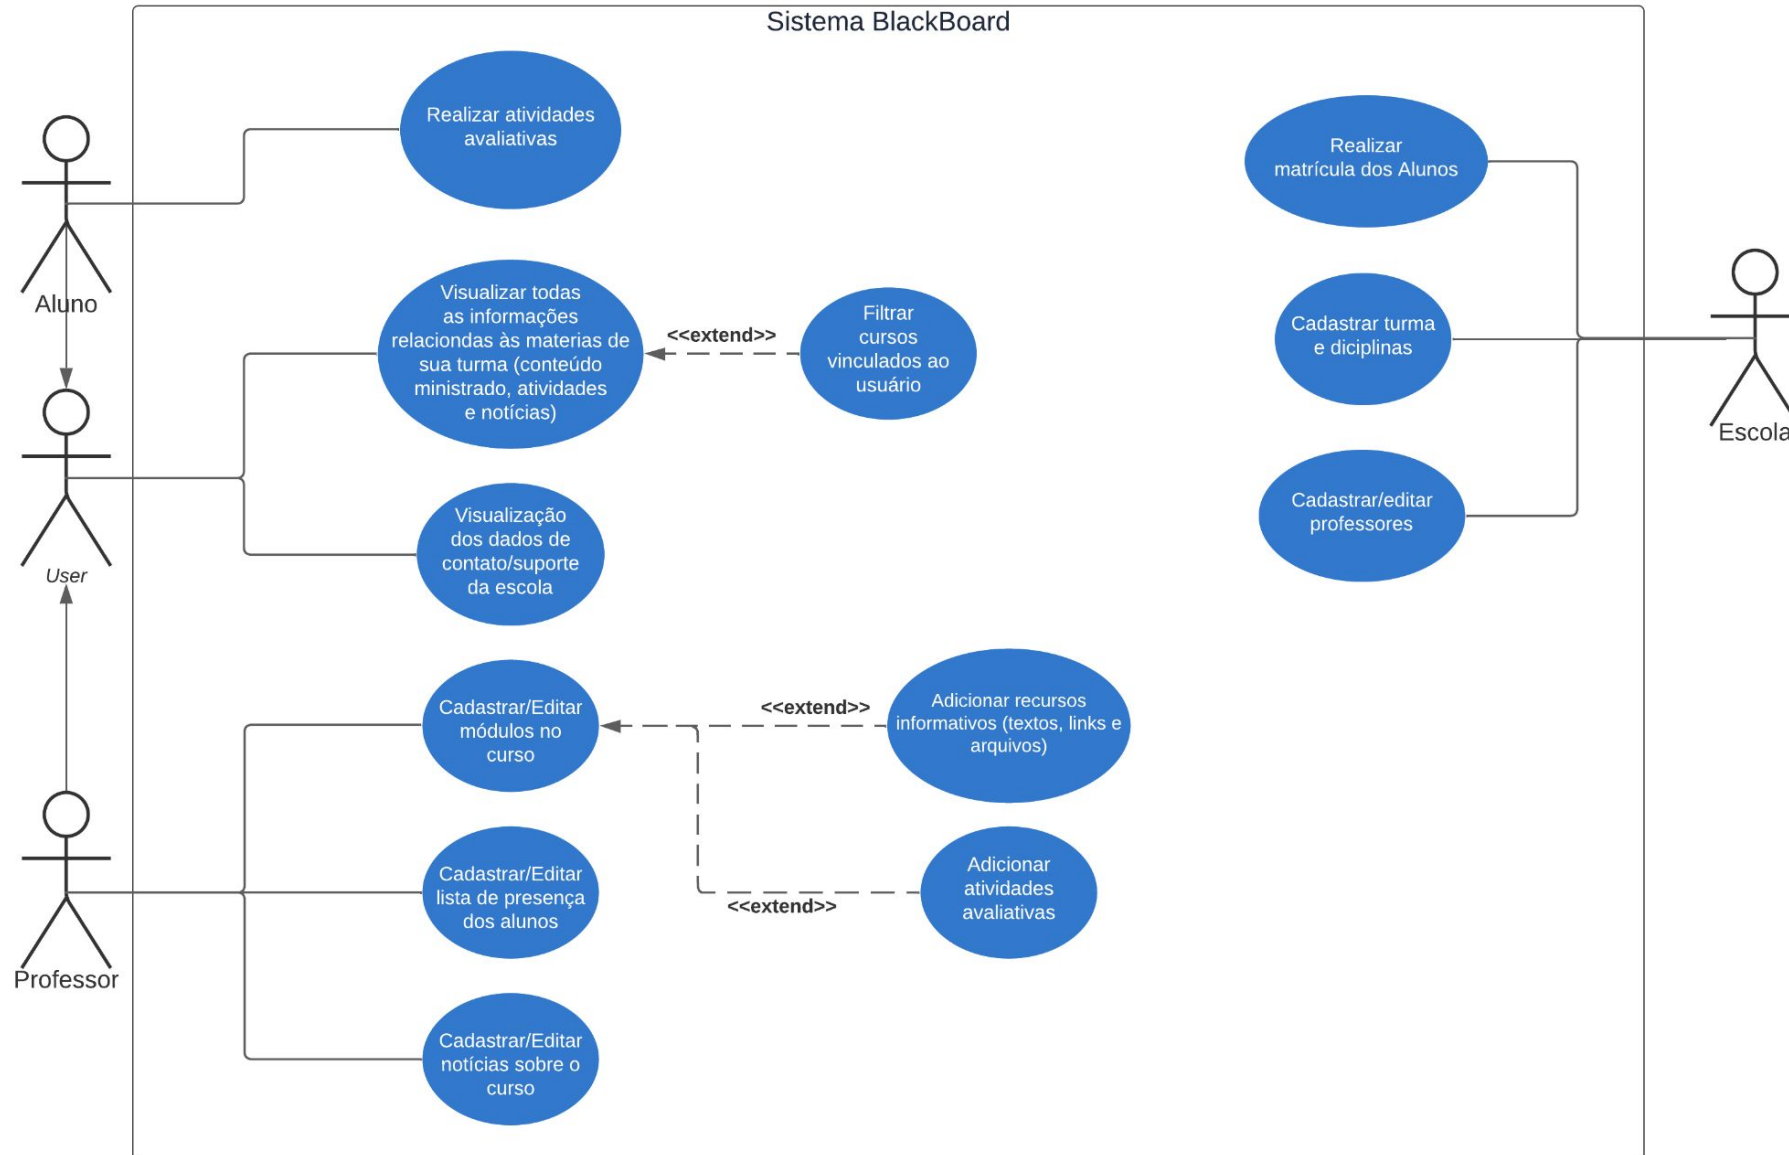 Sistema BlackBoard
Realizar atividades
avaliativas
Realizar
matrícula dos Alunos
Aluno
Visualizar todas
as informações
relaciondas às materias de
sua turma (conteúdo
ministrado, atividades
e notícias)
<<extend>>
Filtrar
cursos
vinculados ao
usuário
Cadastrar turma
e diciplinas
Escola
User
Visualização
dos dados de
contato/suporte
da escola
Cadastrar/editar
professores
Cadastrar/Editar
módulos no
curso
<<extend>>
Adicionar recursos
informativos (textos, links e
arquivos)
Professor
Cadastrar/Editar
lista de presença
dos alunos
<<extend>>
Adicionar
atividades
avaliativas
Cadastrar/Editar
notícias sobre o
curso